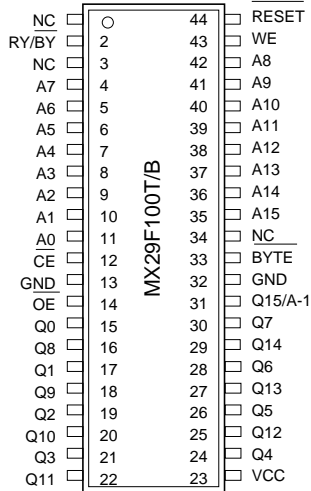 NC 44 RESET
RY/BY 2 43 WE
NC 3 42 A8
A7 4 41 A9
A6 5 40 A10
A5 6 39 A11
A4 7 38 A12
A3 8 37 A13
A2 9 36 A14
A1 10 35 A15
A0 11 34 NC
CE 12 33 BYTE
GND 13 32 GND
OE 14 31 Q15/A-1
Q0 15 30 Q7
Q8 16 29 Q14
Q1 17 28 Q6
Q9 18 27 Q13
Q2 19 26 Q5
Q10 20 25 Q12
Q3 21 24 Q4
Q11 22 23 VCC
MX29F100T/B